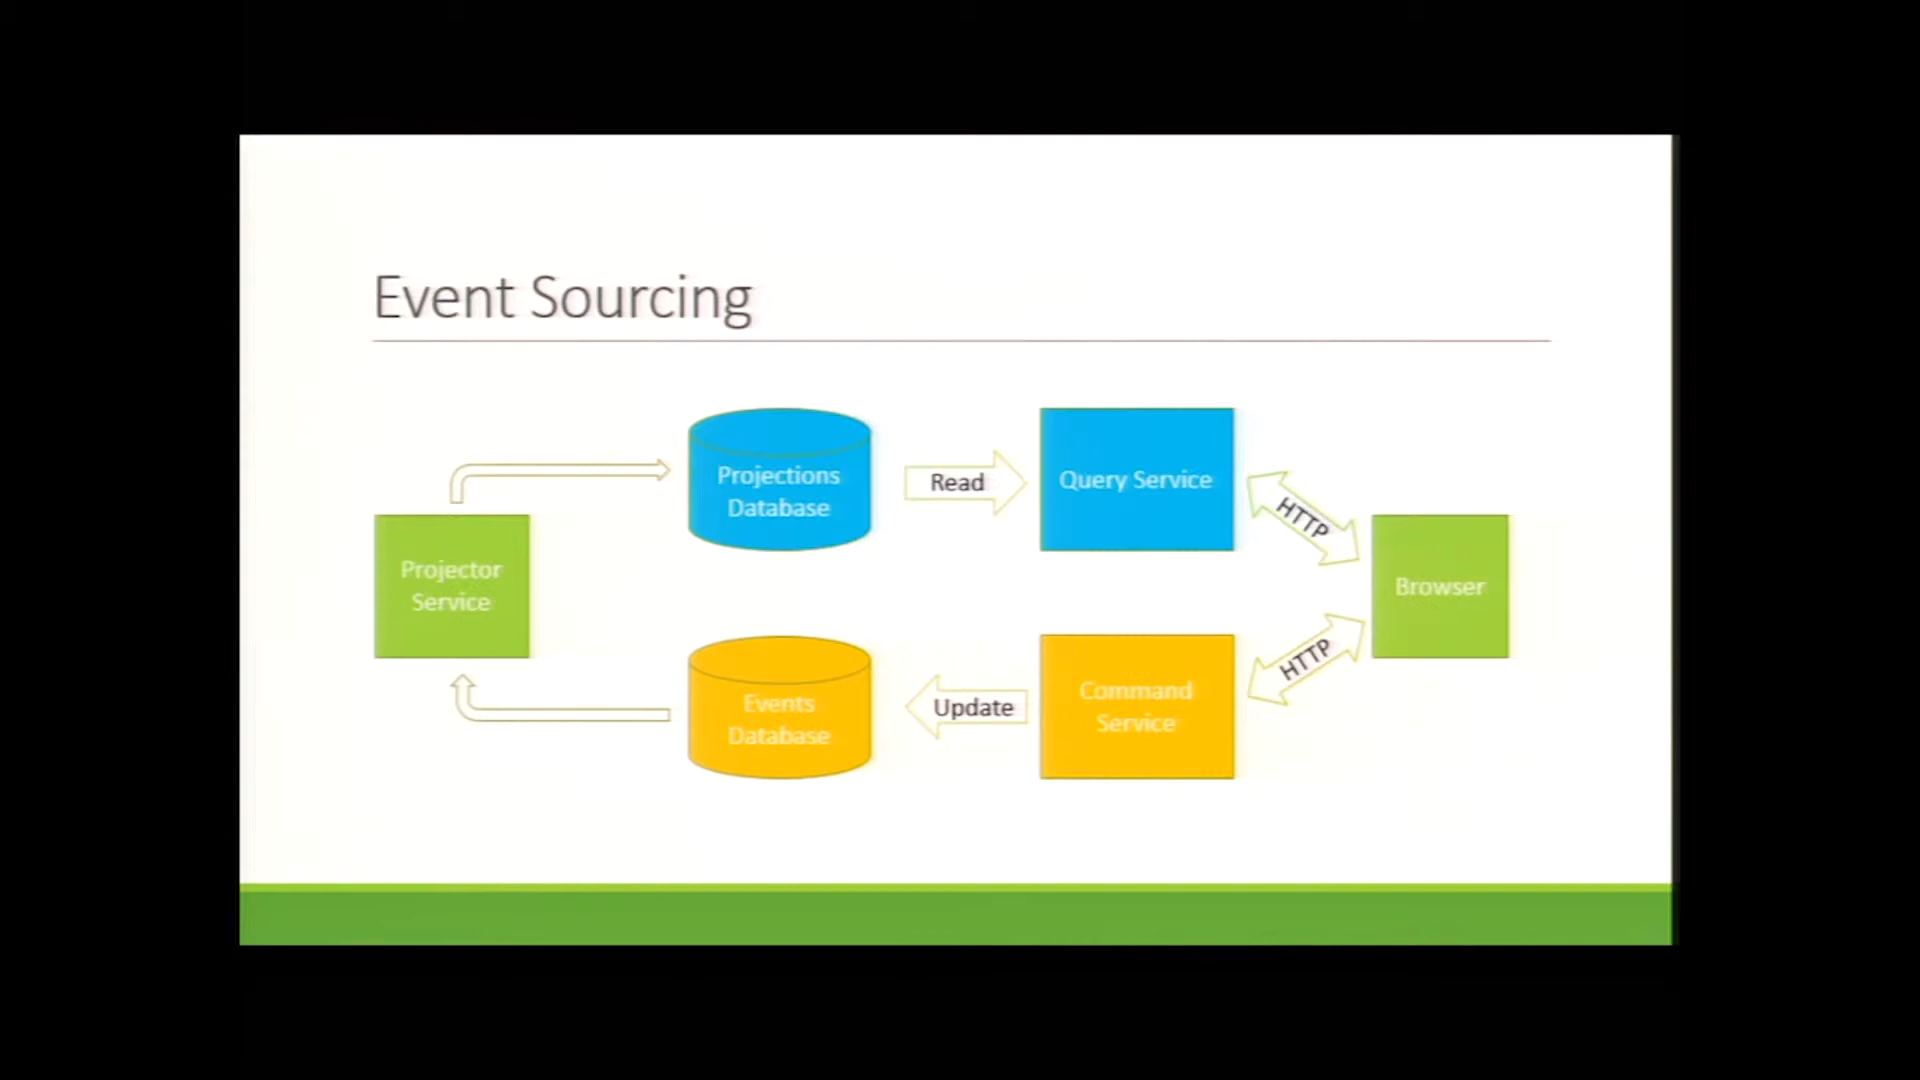 Event Sourcing
Projections
Database
Read
Query Service
HTTP
Projector
Service
Browser
HTTP
Events
Database
Update
Command
Service